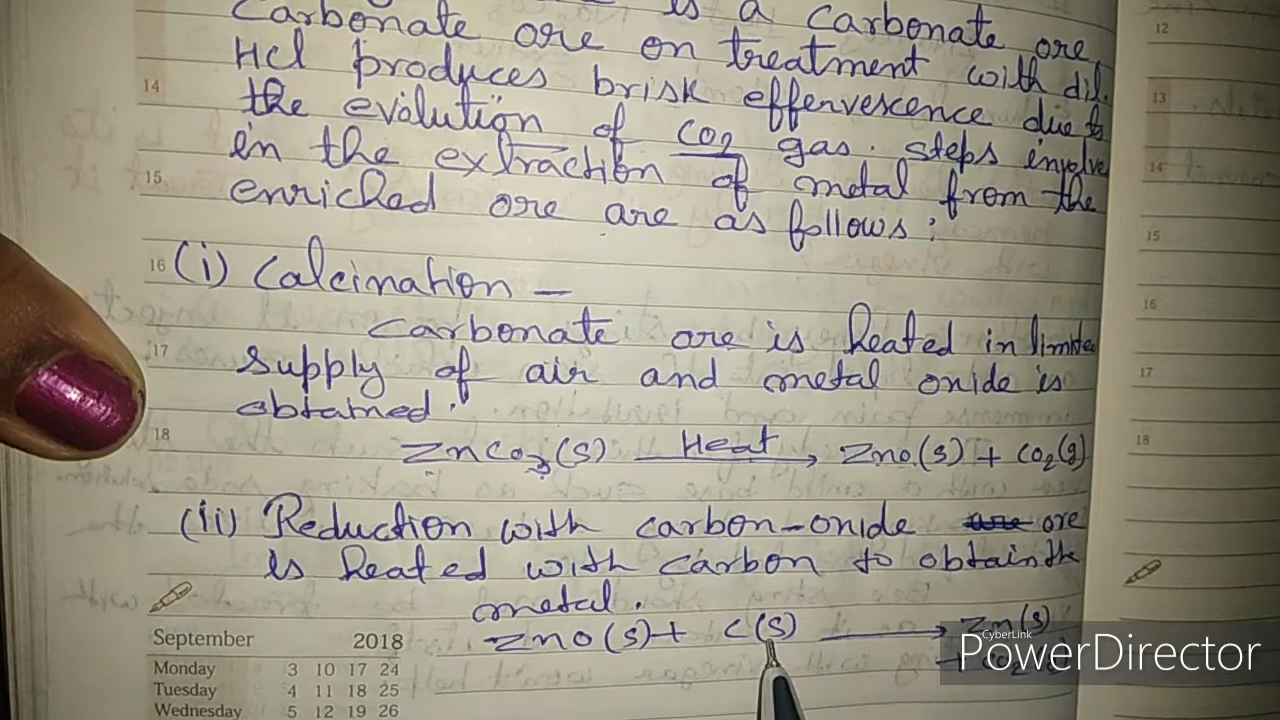 is a carbonate ore,
Carbonate ore on treatment with dil.
HCl produces brisk effervescence due to
the evolution of CO2 gas. steps involve
in the extraction of metal from the
enriched ore are as follows:
(i) Calcination –
Carbonate ore is heated in limited
supply of air and metal oxide is
obtained.
ZnCO3(s) Heat → ZnO(s) + CO2(g)
(ii) Reduction with carbon-oxide ore
is heated with carbon to obtain the
metal.
ZnO(s) + C(s) → Zn(s)
14
15
16
17
18
12
13
14
15
16
17
18
September 2018
Monday 3 10 17 24
Tuesday 4 11 18 25
Wednesday 5 12 19 26
CyberLink
PowerDirector